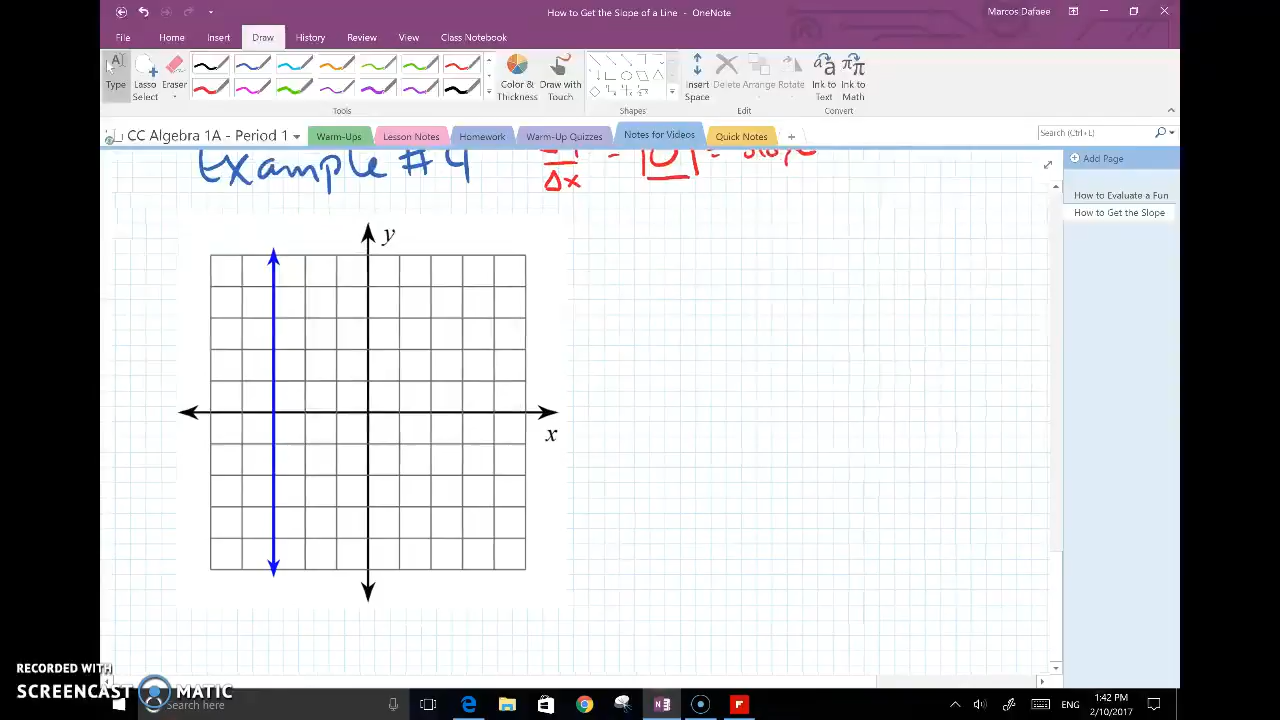 How to Get the Slope of a Line - OneNote
Marcos Dafaee
File Home Insert Draw History Review View Class Notebook
Type
Lasso Select
Eraser
Color & Thickness
Draw with Touch
Insert Space
Delete Arrange Rotate
Ink to Text
Ink to Math
Tools Shapes Edit Convert
CC Algebra 1A - Period 1 Warm-Ups Lesson Notes Homework Warm-Up Quizzes Notes for Videos Quick Notes
Search (Ctrl+L)
Add Page
How to Evaluate a Fun
How to Get the Slope
Example #4
Δx = 0 = slope
y
x
RECORDED WITH
SCREENCAST MATIC
Search here
ENG
1:42 PM
2/10/2017